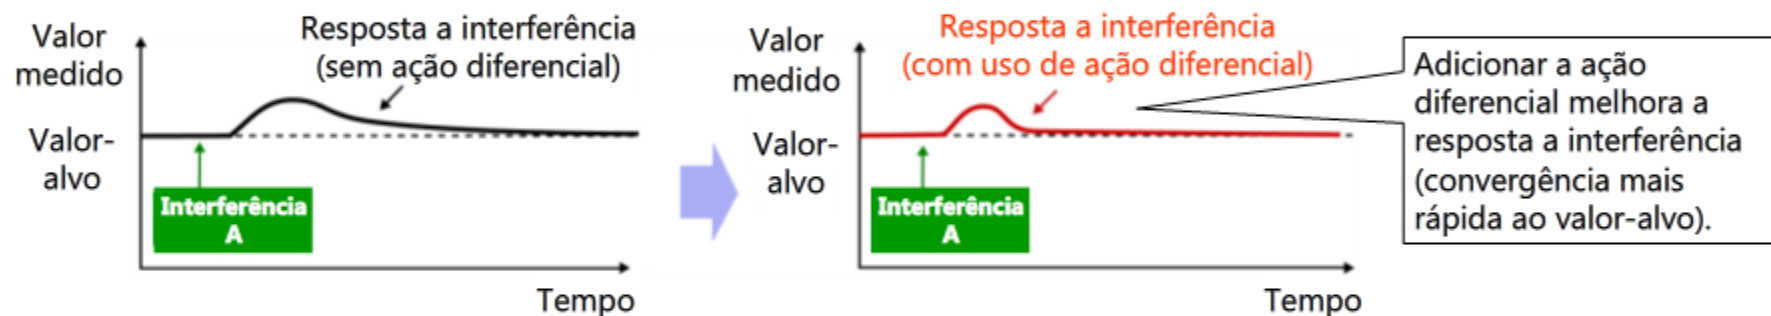 Valor
medido
Resposta a interferência
(sem ação diferencial)
Valor-
alvo
Interferência
A
Tempo
Valor
medido
Resposta a interferência
(com uso de ação diferencial)
Valor-
alvo
Interferência
A
Tempo
Adicionar a ação
diferencial melhora a
resposta a interferência
(convergência mais
rápida ao valor-alvo).